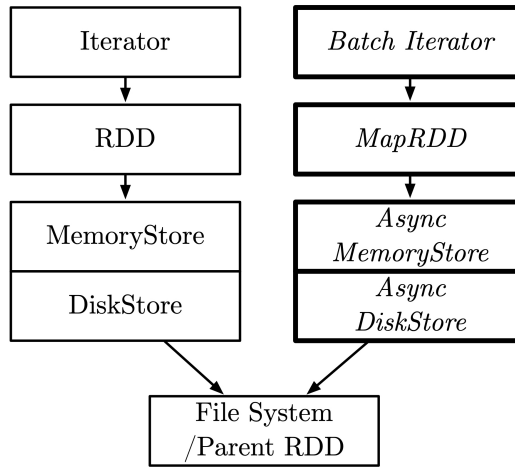 Iterator
RDD
MemoryStore
DiskStore
Batch Iterator
MapRDD
Async
MemoryStore
Async
DiskStore
File System
/Parent RDD